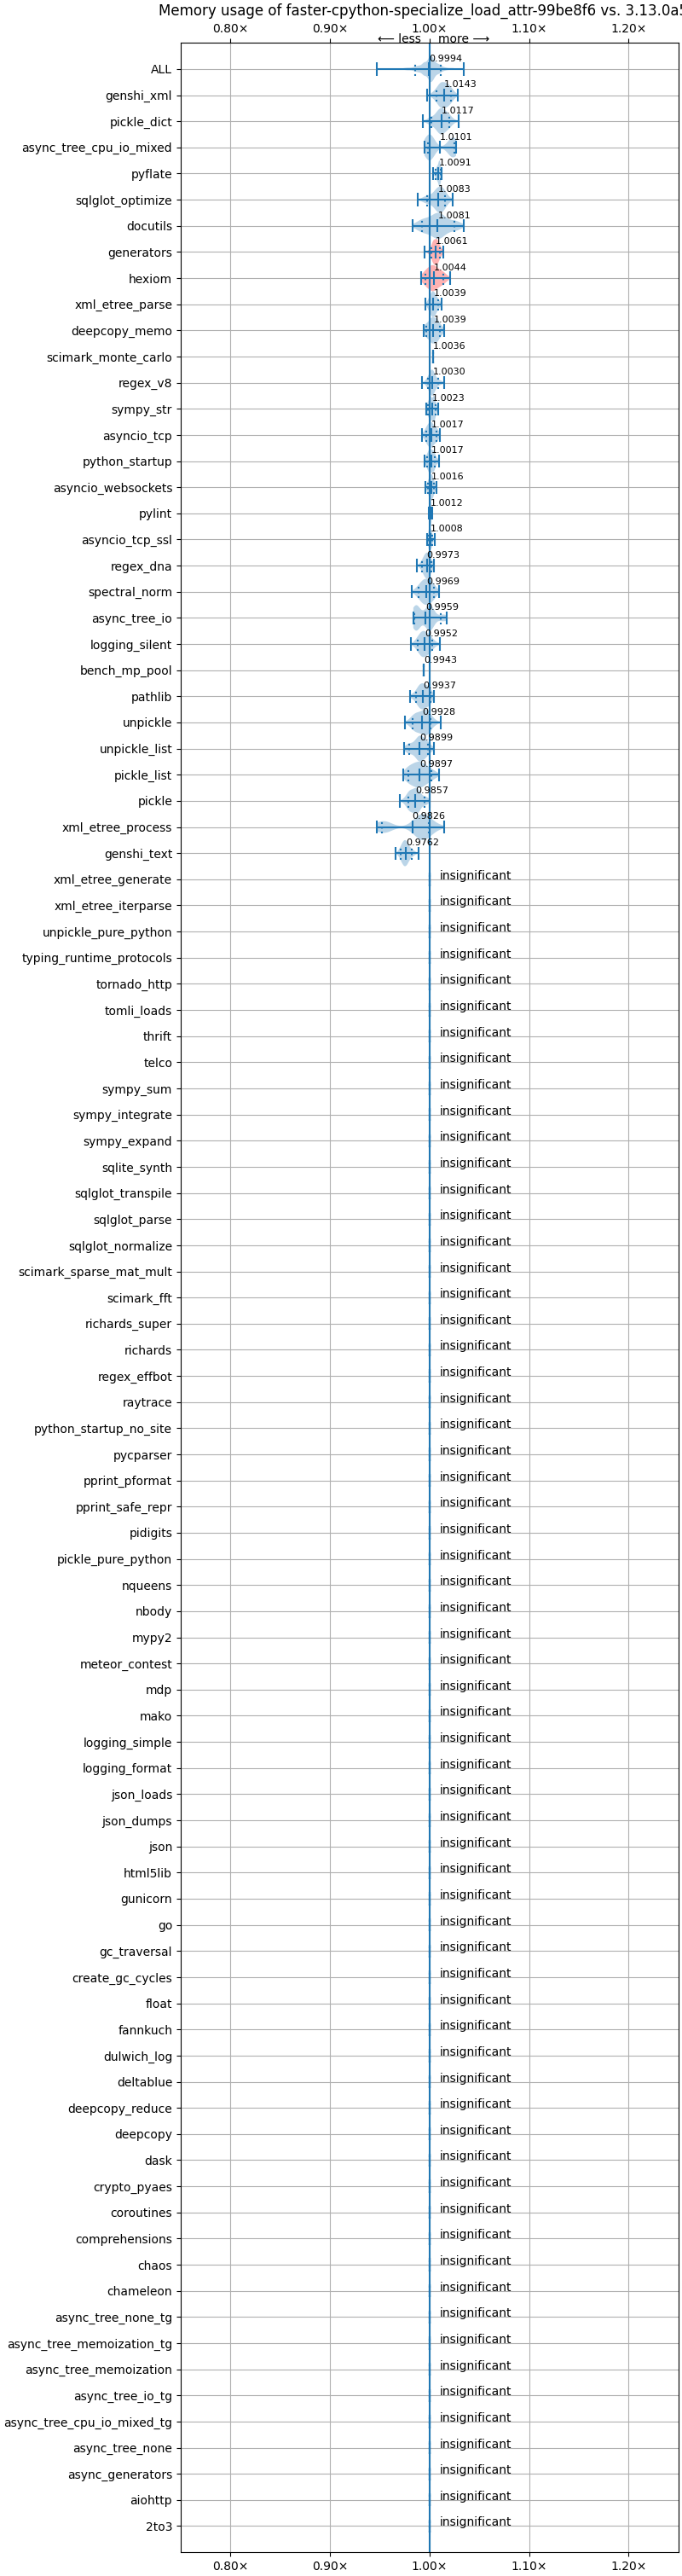 Memory usage of faster-cpython-specialize_load_attr-99be8f6 vs. 3.13.0a5
0.80× 0.90× 1.00× 1.10× 1.20×
⟵ less more ⟶
ALL 0.9994
genshi_xml 1.0143
pickle_dict 1.0117
async_tree_cpu_io_mixed 1.0101
pyflate 1.0091
sqlglot_optimize 1.0083
docutils 1.0081
generators 1.0061
hexiom 1.0044
xml_etree_parse 1.0039
deepcopy_memo 1.0039
scimark_monte_carlo 1.0036
regex_v8 1.0030
sympy_str 1.0023
asyncio_tcp 1.0017
python_startup 1.0017
asyncio_websockets 1.0016
pylint 1.0012
asyncio_tcp_ssl 1.0008
regex_dna 0.9973
spectral_norm 0.9969
async_tree_io 0.9959
logging_silent 0.9952
bench_mp_pool 0.9943
pathlib 0.9937
unpickle 0.9928
unpickle_list 0.9899
pickle_list 0.9897
pickle 0.9857
xml_etree_process 0.9826
genshi_text 0.9762
xml_etree_generate insignificant
xml_etree_iterparse insignificant
unpickle_pure_python insignificant
typing_runtime_protocols insignificant
tornado_http insignificant
tomli_loads insignificant
thrift insignificant
telco insignificant
sympy_sum insignificant
sympy_integrate insignificant
sympy_expand insignificant
sqlite_synth insignificant
sqlglot_transpile insignificant
sqlglot_parse insignificant
sqlglot_normalize insignificant
scimark_sparse_mat_mult insignificant
scimark_fft insignificant
richards_super insignificant
richards insignificant
regex_effbot insignificant
raytrace insignificant
python_startup_no_site insignificant
pycparser insignificant
pprint_pformat insignificant
pprint_safe_repr insignificant
pidigits insignificant
pickle_pure_python insignificant
nqueens insignificant
nbody insignificant
mypy2 insignificant
meteor_contest insignificant
mdp insignificant
mako insignificant
logging_simple insignificant
logging_format insignificant
json_loads insignificant
json_dumps insignificant
json insignificant
html5lib insignificant
gunicorn insignificant
go insignificant
gc_traversal insignificant
create_gc_cycles insignificant
float insignificant
fannkuch insignificant
dulwich_log insignificant
deltablue insignificant
deepcopy_reduce insignificant
deepcopy insignificant
dask insignificant
crypto_pyaes insignificant
coroutines insignificant
comprehensions insignificant
chaos insignificant
chameleon insignificant
async_tree_none_tg insignificant
async_tree_memoization_tg insignificant
async_tree_memoization insignificant
async_tree_io_tg insignificant
async_tree_cpu_io_mixed_tg insignificant
async_tree_none insignificant
async_generators insignificant
aiohttp insignificant
2to3 insignificant
0.80× 0.90× 1.00× 1.10× 1.20×